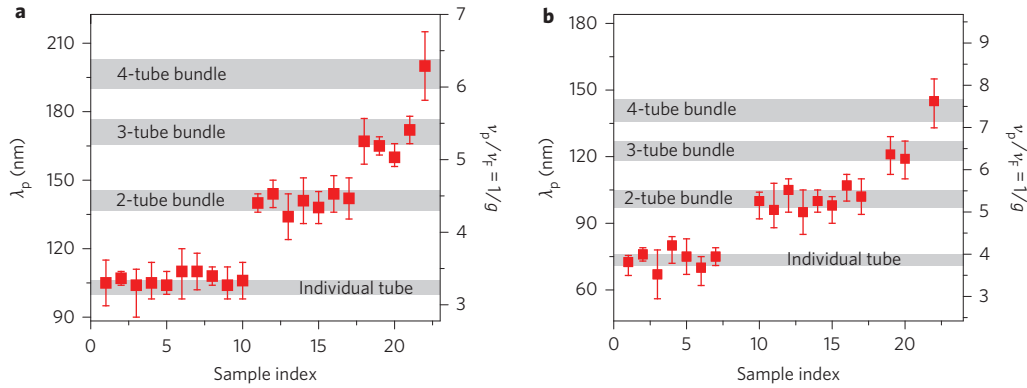 a
210
170
130
90
λp (nm)
4-tube bundle
3-tube bundle
2-tube bundle
Individual tube
7
6
5
4
3
νp/νF = 1/g
0 5 10 15 20
Sample index
b
180
150
120
90
60
λp (nm)
4-tube bundle
3-tube bundle
2-tube bundle
Individual tube
9
8
7
6
5
4
3
νp/νF = 1/g
0 5 10 15 20
Sample index